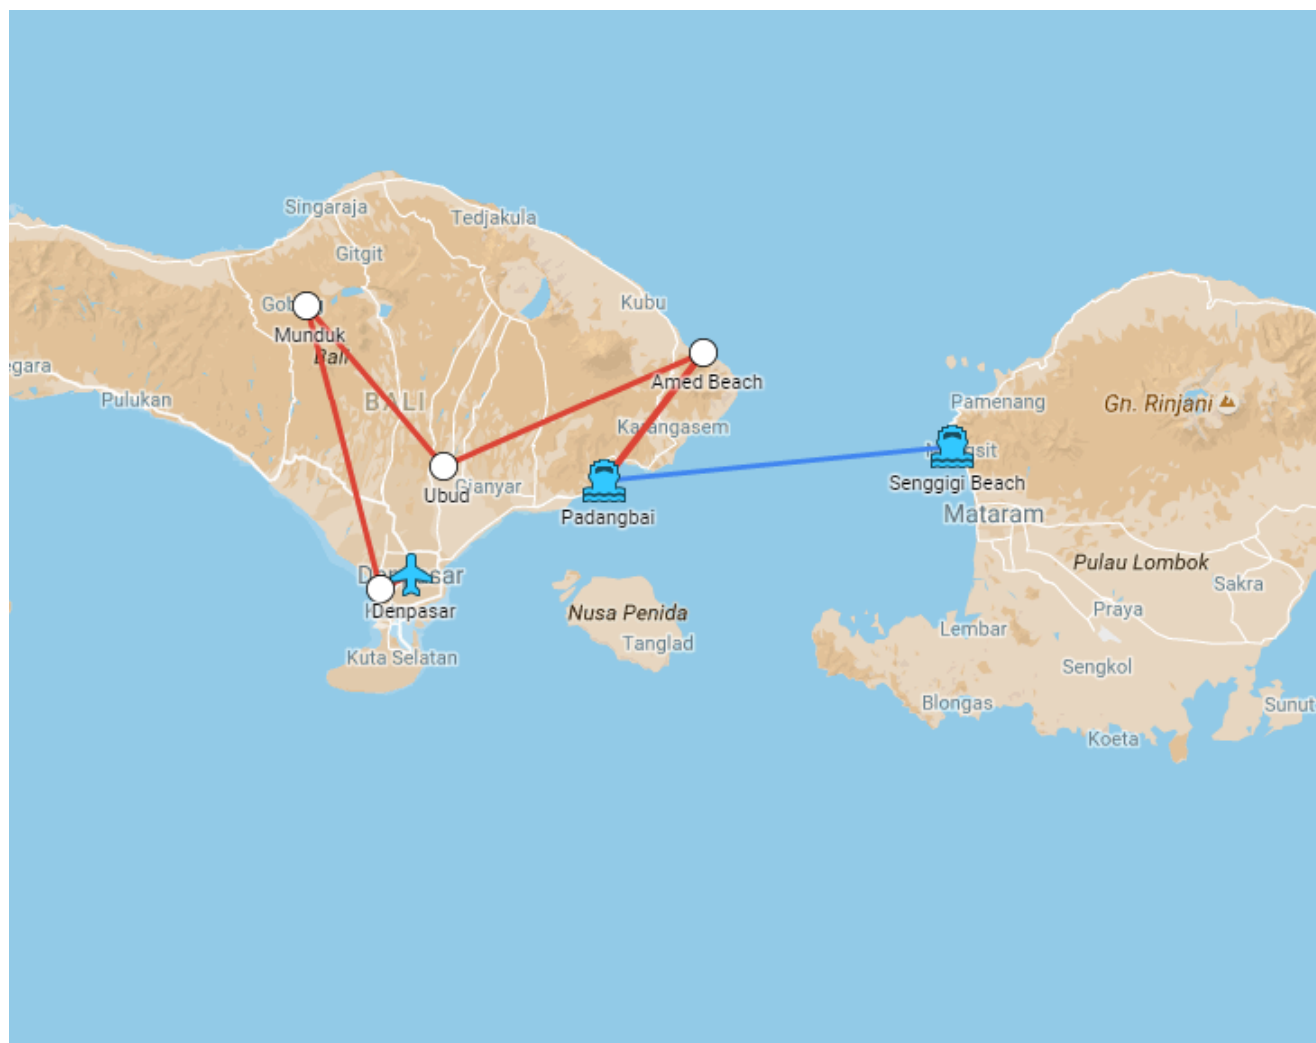 Singaraja
Tedjakula
Gitgit
Kubu
Munduk
Bali
egara
Pulukan
BALI
Amed Beach
Karangasem
Pamenang
Gn. Rinjani
Ubud
Gianyar
Padangbai
Senggigi Beach
Mataram
Pulau Lombok
Denpasar
Sakra
Nusa Penida
Praya
Tanglad
Lembar
Kuta Selatan
Sengkol
Blongas
Sunut
Koeta